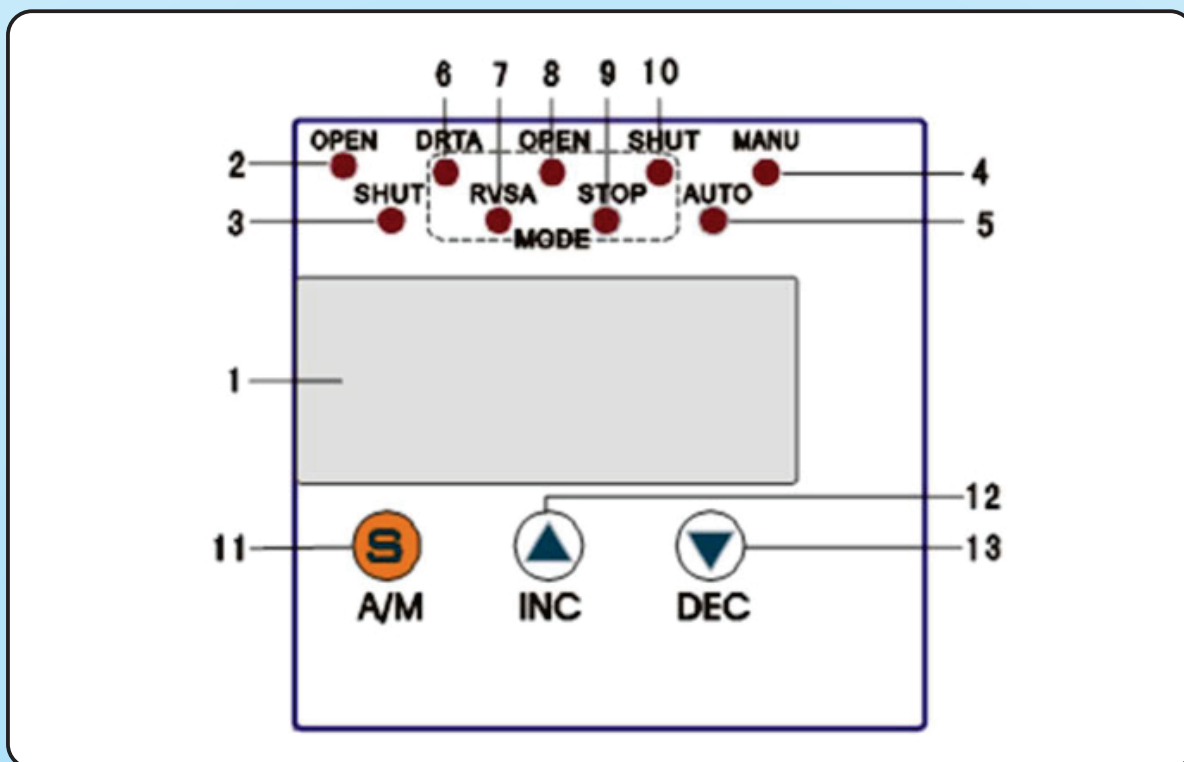 6 7 8 9 10
OPEN DRTA OPEN SHUT MANU
2 4
SHUT RVSA STOP AUTO
3 5
MODE
1
12
11 S 13
A/M INC DEC